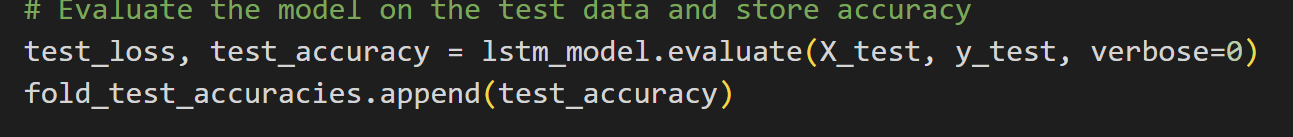 # Evaluate the model on the test data and store accuracy
test_loss, test_accuracy = lstm_model.evaluate(X_test, y_test, verbose=0)
fold_test_accuracies.append(test_accuracy)